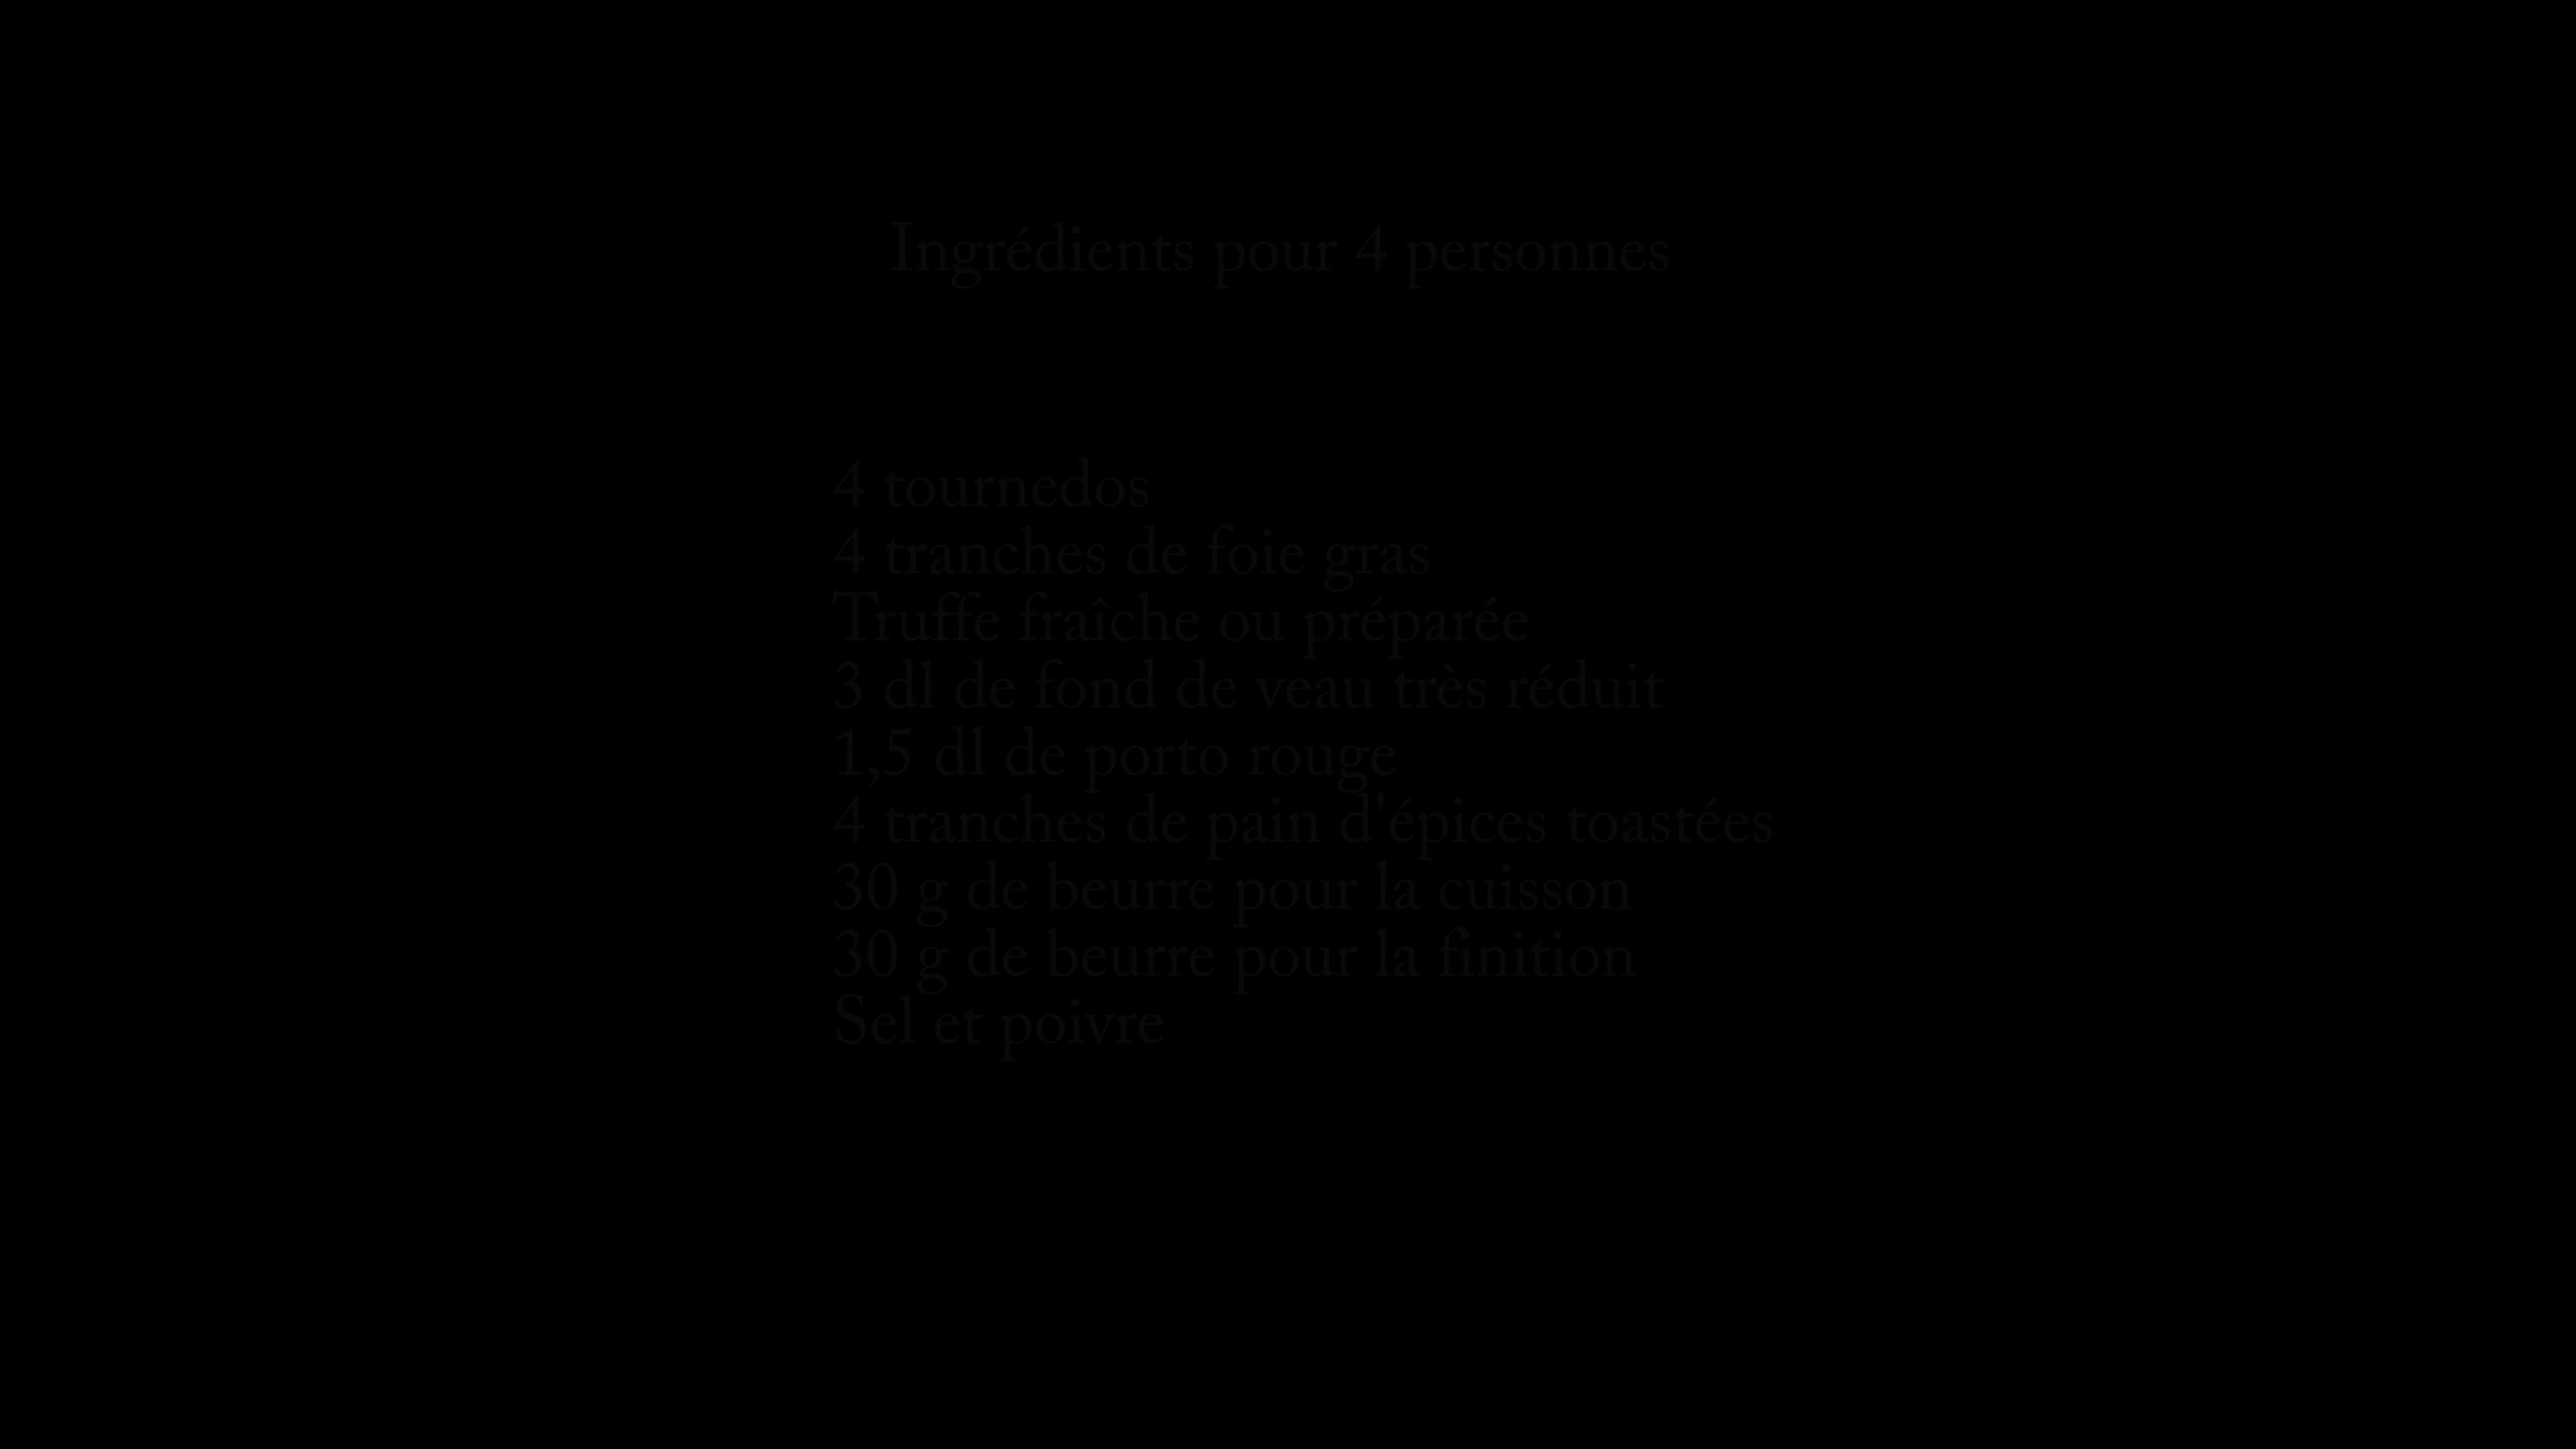 Ingrédients pour 4 personnes
4 tournedos
4 tranches de foie gras
Truffe fraîche ou préparée
3 dl de fond de veau très réduit
1,5 dl de porto rouge
4 tranches de pain d'épices toastées
30 g de beurre pour la cuisson
30 g de beurre pour la finition
Sel et poivre